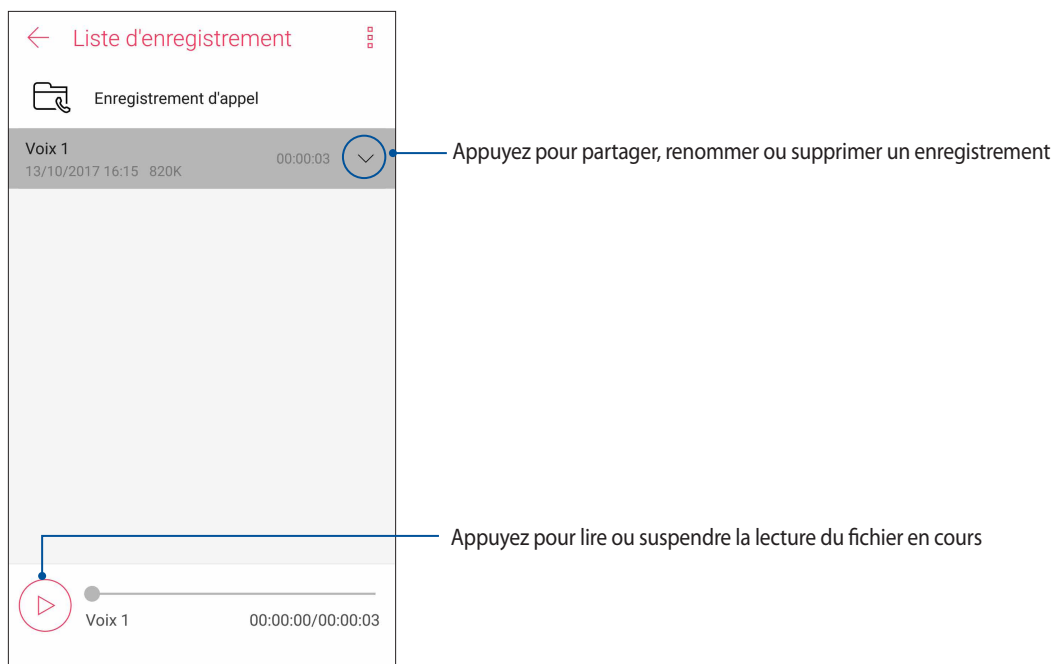 Liste d'enregistrement
Enregistrement d'appel
Voix 1
00:00:03
13/10/2017 16:15 820K
Appuyez pour partager, renommer ou supprimer un enregistrement
Appuyez pour lire ou suspendre la lecture du fichier en cours
Voix 1
00:00:00/00:00:03